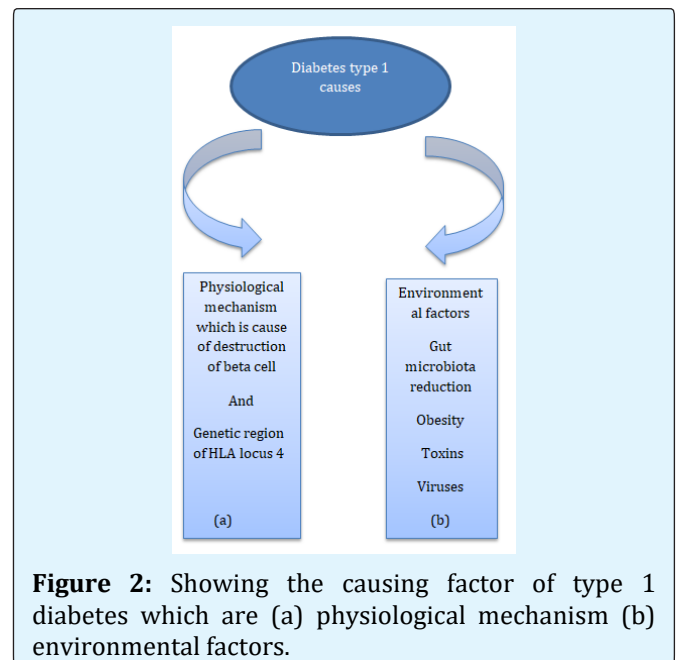 Diabetes type 1
causes
Physiological
mechanism
which is cause
of destruction
of beta cell
And
Genetic region
of HLA locus 4
(a)
Environment
al factors
Gut
microbiota
reduction
Obesity
Toxins
Viruses
(b)
Figure 2: Showing the causing factor of type 1
diabetes which are (a) physiological mechanism (b)
environmental factors.